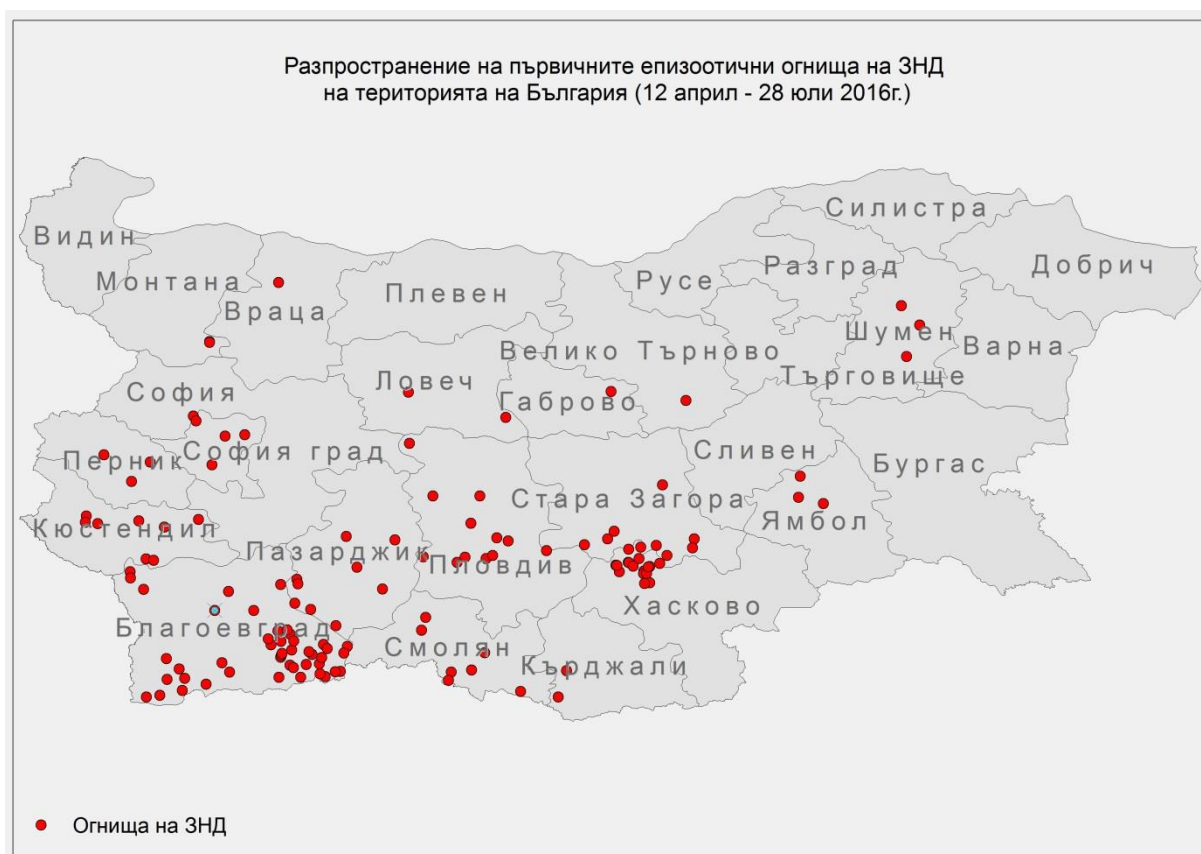 Разпространение на първичните епизоотични огнища на ЗНД
на територията на България (12 април - 28 юли 2016г.)
Силистра
Видин
Добрич
Разград
Монтана
Русе
Плевен
Враца
Шумен
Варна
Велико Търново
Ловеч
Търговище
София
Габрово
София град
Сливен
Перник
Бургас
Стара Загора
Ямбол
Кюстендил
Пазарджик
Пловдив
Хасково
Благоевград
Смолян
Кърджали
Огнища на ЗНД